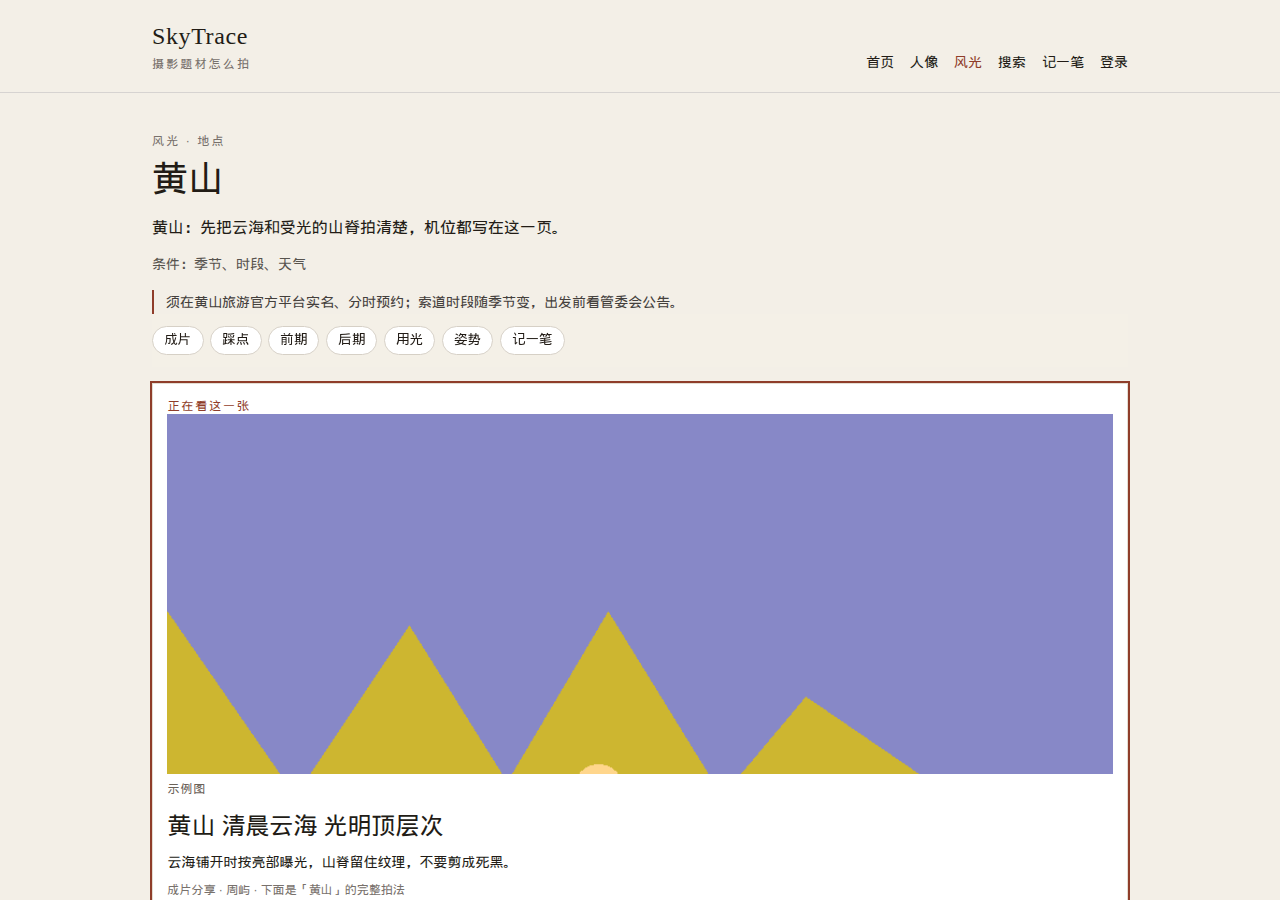 SkyTrace
摄影题材怎么拍
首页 人像 风光 搜索 记一笔 登录
风光 · 地点
黄山
黄山：先把云海和受光的山脊拍清楚，机位都写在这一页。
条件：季节、时段、天气
须在黄山旅游官方平台实名、分时预约；索道时段随季节变，出发前看管委会公告。
成片 踩点 前期 后期 用光 姿势 记一笔
正在看这一张
示例图
黄山 清晨云海 光明顶层次
云海铺开时按亮部曝光，山脊留住纹理，不要剪成死黑。
成片分享 · 周屿 · 下面是「黄山」的完整拍法